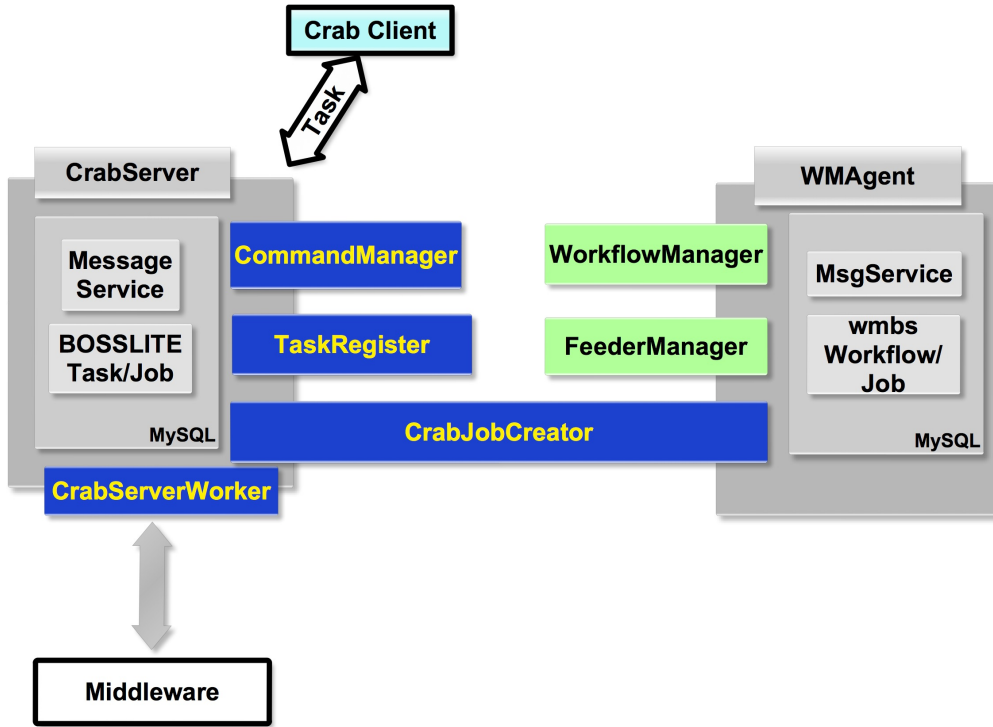 Crab Client
Task
CrabServer
WMAgent
Message
Service
BOSSLITE
Task/Job
MySQL
CommandManager
TaskRegister
CrabJobCreator
CrabServerWorker
WorkflowManager
FeederManager
MsgService
wmbs
Workflow/
Job
MySQL
Middleware